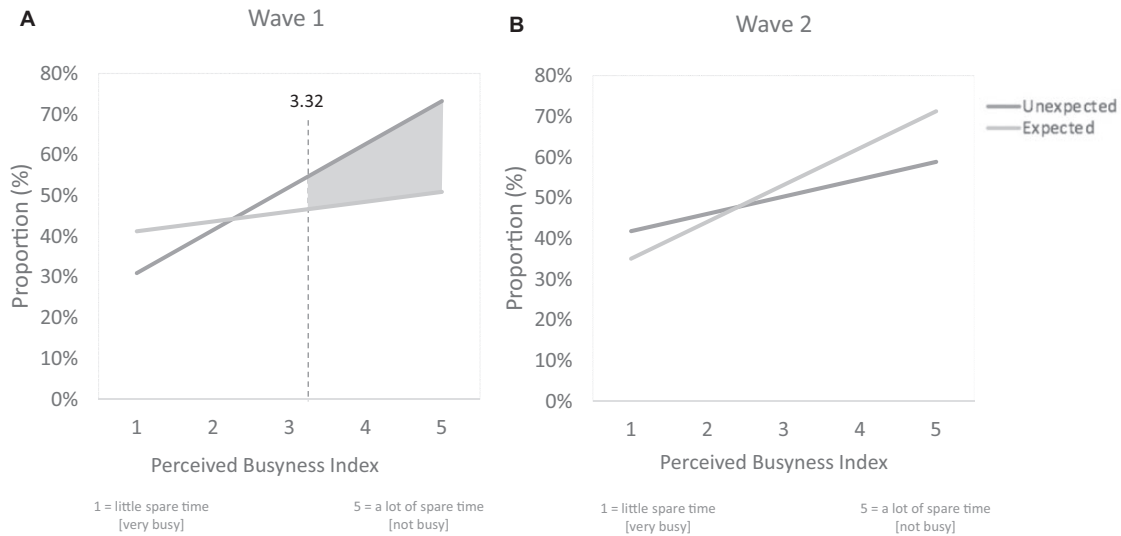 A
Wave 1
80%
70%
60%
50%
40%
30%
20%
10%
0%
Proportion (%)
3.32
1 2 3 4 5
Perceived Busyness Index
1 = little spare time
[very busy]
5 = a lot of spare time
[not busy]
B
Wave 2
80%
70%
60%
50%
40%
30%
20%
10%
0%
Proportion (%)
1 2 3 4 5
Perceived Busyness Index
1 = little spare time
[very busy]
5 = a lot of spare time
[not busy]
Unexpected
Expected